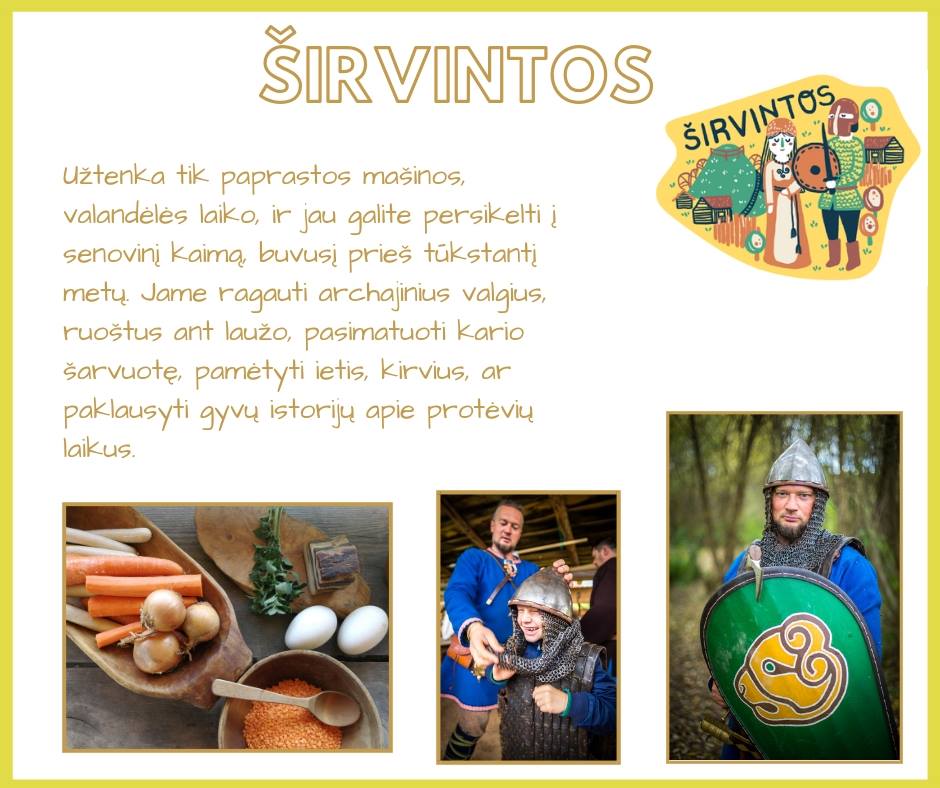 ŠIRVINTOS
ŠIRVINTOS
Užtenka tik paprastos mašinos,
valandėlės laiko, ir jau galite persikelti į
senovinį kaimą, buvusį prieš tūkstantį
metų. Jame ragauti archajinius valgius,
ruoštus ant laužo, pasimatuoti kario
šarvuotę, pamėtyti ietis, kirvius, ar
paklausyti gyvų istorijų apie protėvių
laikus.